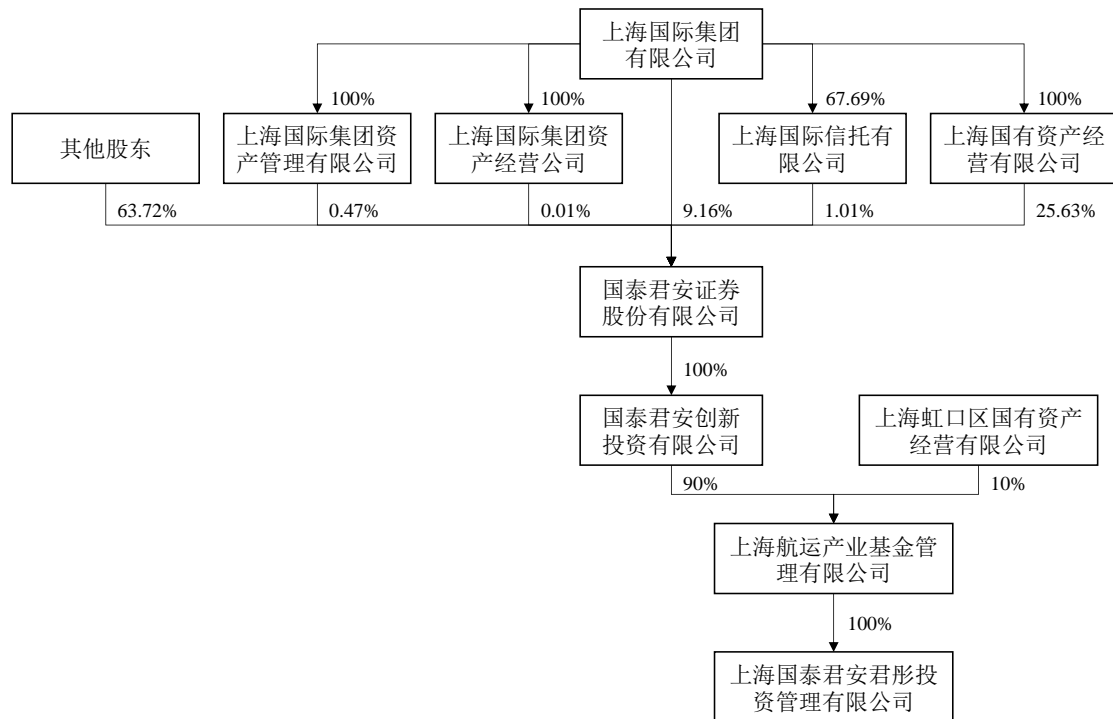 上海国际集团
有限公司
100%
100%
67.69%
100%
其他股东
上海国际集团资
产管理有限公司
上海国际集团资
产经营公司
上海国际信托有
限公司
上海国有资产经
营有限公司
63.72%
0.47%
0.01%
9.16%
1.01%
25.63%
国泰君安证券
股份有限公司
100%
国泰君安创新
投资有限公司
上海虹口区国有资产
经营有限公司
90%
10%
上海航运产业基金管
理有限公司
100%
上海国泰君安君彤投
资管理有限公司